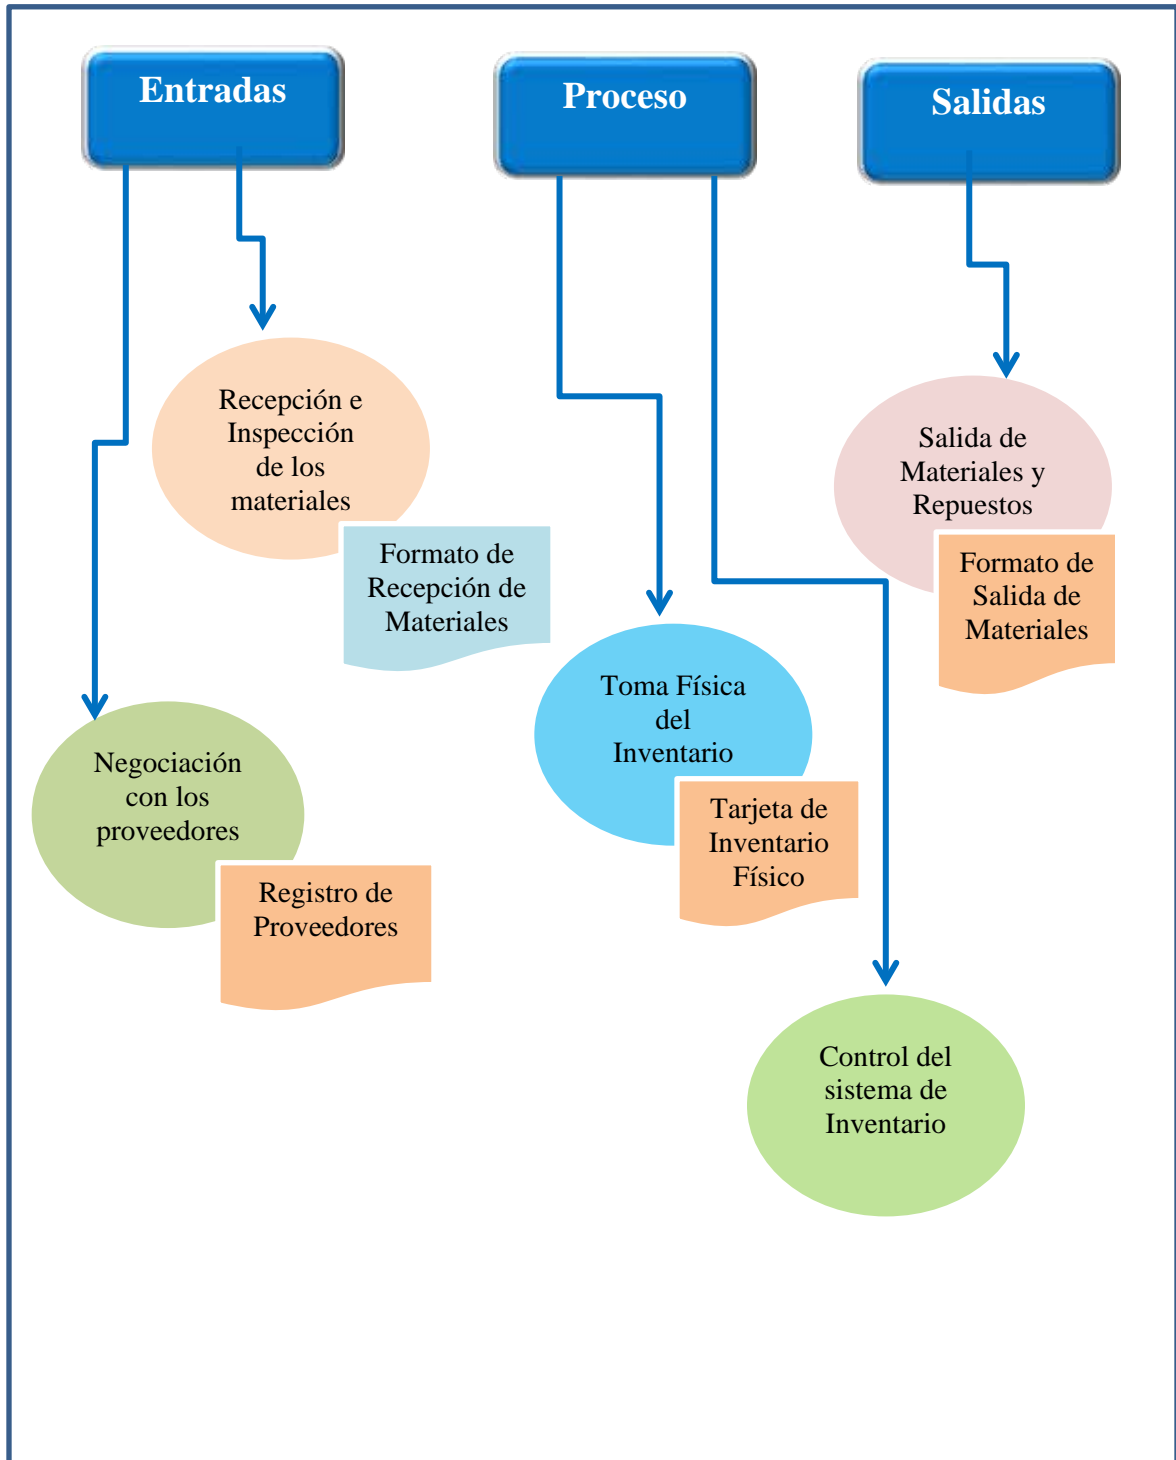 Entradas
Proceso
Salidas
Recepción e
Inspección
de los
materiales
Formato de
Recepción de
Materiales
Negociación
con los
proveedores
Registro de
Proveedores
Toma Física
del
Inventario
Tarjeta de
Inventario
Físico
Control del
sistema de
Inventario
Salida de
Materiales y
Repuestos
Formato de
Salida de
Materiales